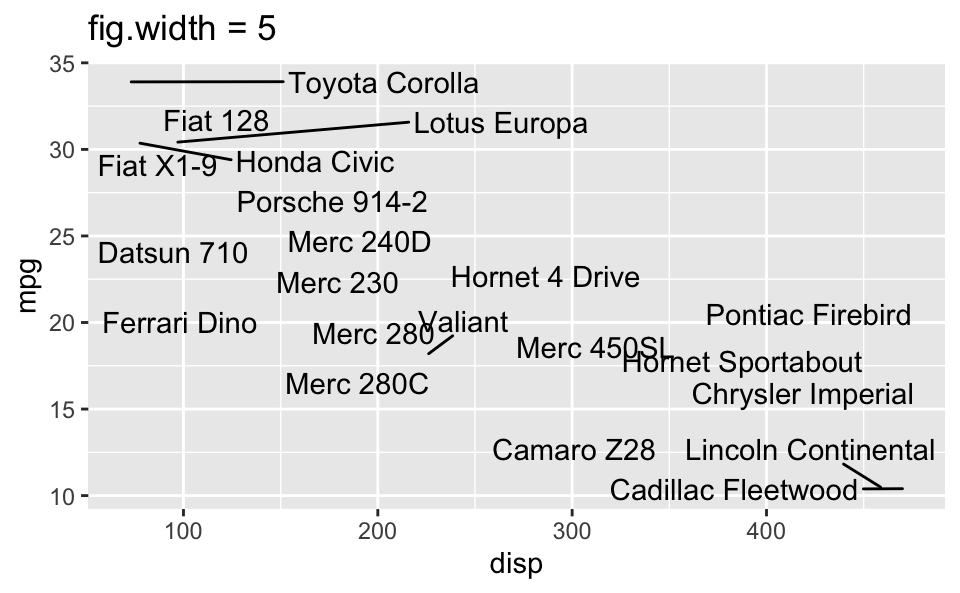 fig.width = 5
35
Toyota Corolla
Fiat 128
Lotus Europa
30
Fiat X1-9
Honda Civic
Porsche 914-2
25
Merc 240D
Datsun 710
Merc 230
Hornet 4 Drive
mpg
20
Ferrari Dino
Merc 280
Valiant
Pontiac Firebird
Merc 450SL
Hornet Sportabout
Merc 280C
Chrysler Imperial
15
Camaro Z28
Lincoln Continental
Cadillac Fleetwood
10
100
200
300
400
disp